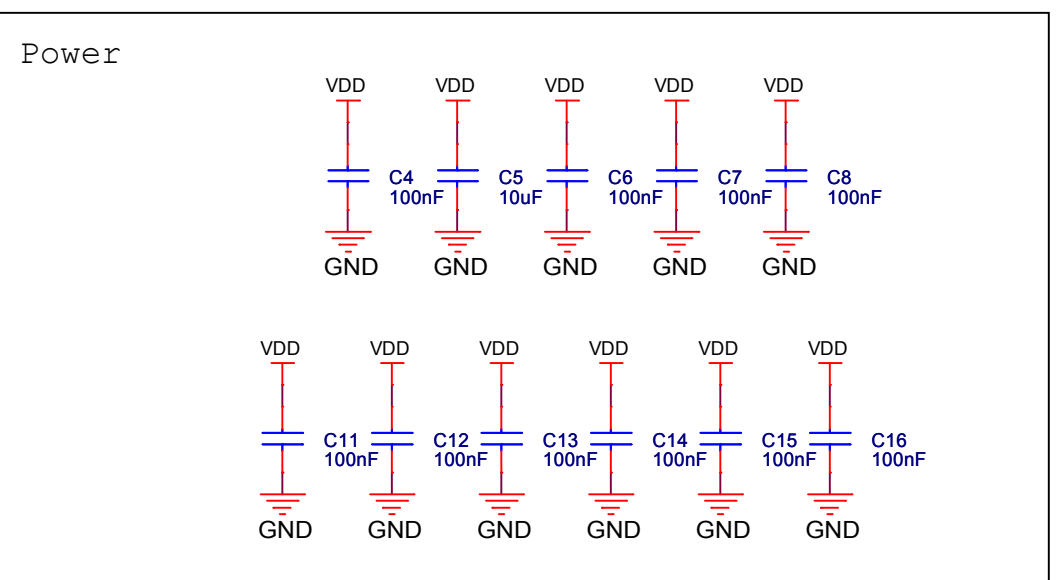 Power
VDD VDD VDD VDD VDD
C4 C5 C6 C7 C8
100nF 10uF 100nF 100nF 100nF
GND GND GND GND GND
VDD VDD VDD VDD VDD VDD
C11 C12 C13 C14 C15 C16
100nF 100nF 100nF 100nF 100nF 100nF
GND GND GND GND GND GND